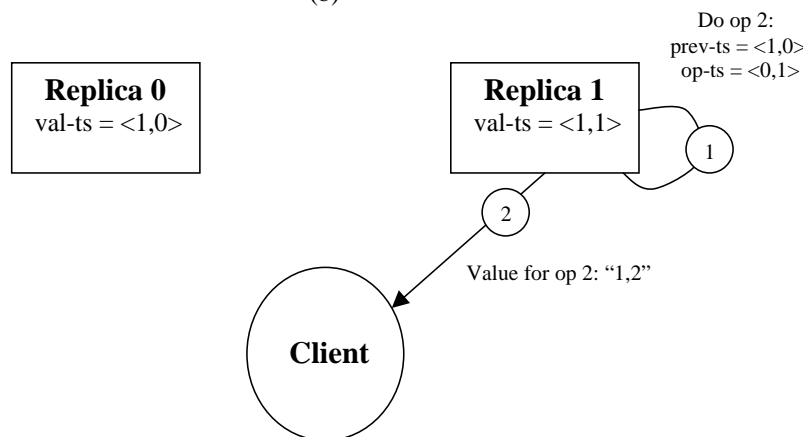 Do op 2:
prev-ts = <1,0>
op-ts = <0,1>
Replica 0
val-ts = <1,0>
Replica 1
val-ts = <1,1>
1
2
Value for op 2: “1,2”
Client